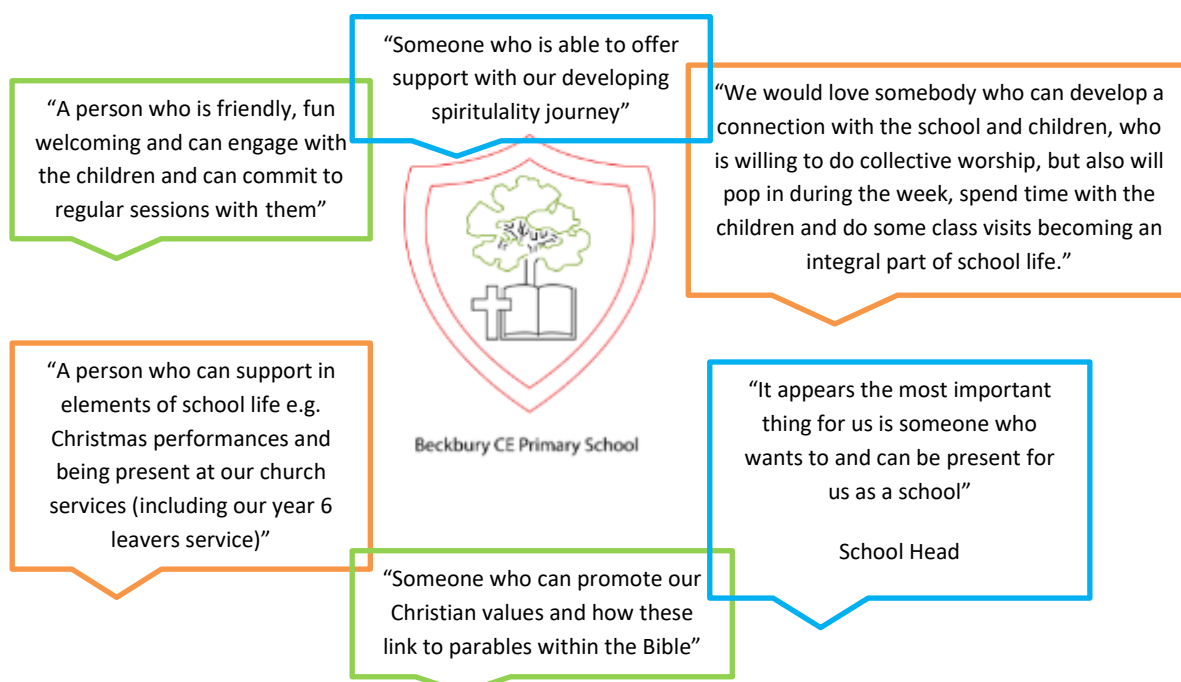 “Someone who is able to offer
support with our developing
spiritulality journey”
“A person who is friendly, fun
welcoming and can engage with
the children and can commit to
regular sessions with them”
“We would love somebody who can develop a
connection with the school and children, who
is willing to do collective worship, but also will
pop in during the week, spend time with the
children and do some class visits becoming an
integral part of school life.”
Beckbury CE Primary School
“A person who can support in
elements of school life e.g.
Christmas performances and
being present at our church
services (including our year 6
leavers service)”
“It appears the most important
thing for us is someone who
wants to and can be present for
us as a school”
School Head
“Someone who can promote our
Christian values and how these
link to parables within the Bible”